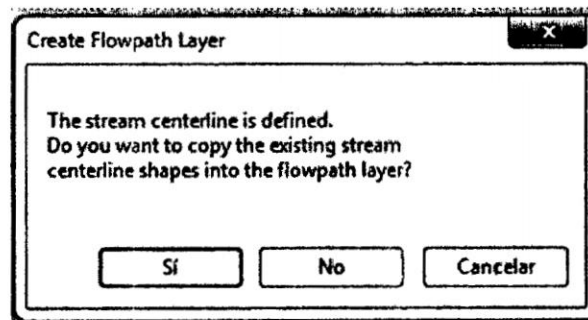 Create Flowpath Layer
The stream centerline is defined.
Do you want to copy the existing stream
centerline shapes into the flowpath layer?
Sí No Cancelar